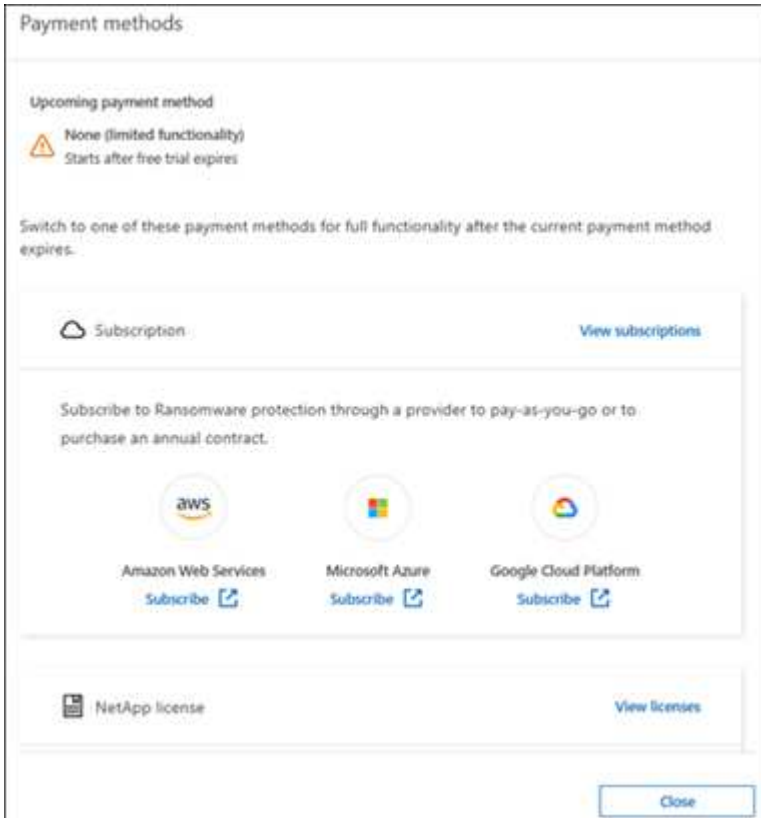 Payment methods
Upcoming payment method
None (limited functionality)
Starts after free trial expires
Switch to one of these payment methods for full functionality after the current payment method
expires.
Subscription
View subscriptions
Subscribe to Ransomware protection through a provider to pay-as-you-go or to
purchase an annual contract.
aws
Amazon Web Services
Microsoft Azure
Google Cloud Platform
Subscribe
Subscribe
Subscribe
NetApp license
View licenses
Close